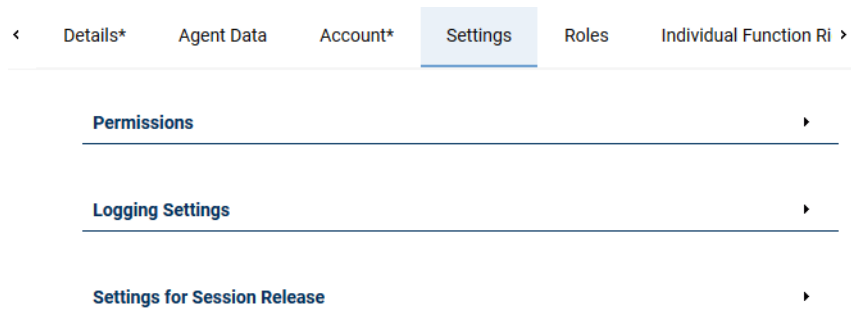 Details* Agent Data Account* Settings Roles Individual Function Ri
Permissions
Logging Settings
Settings for Session Release